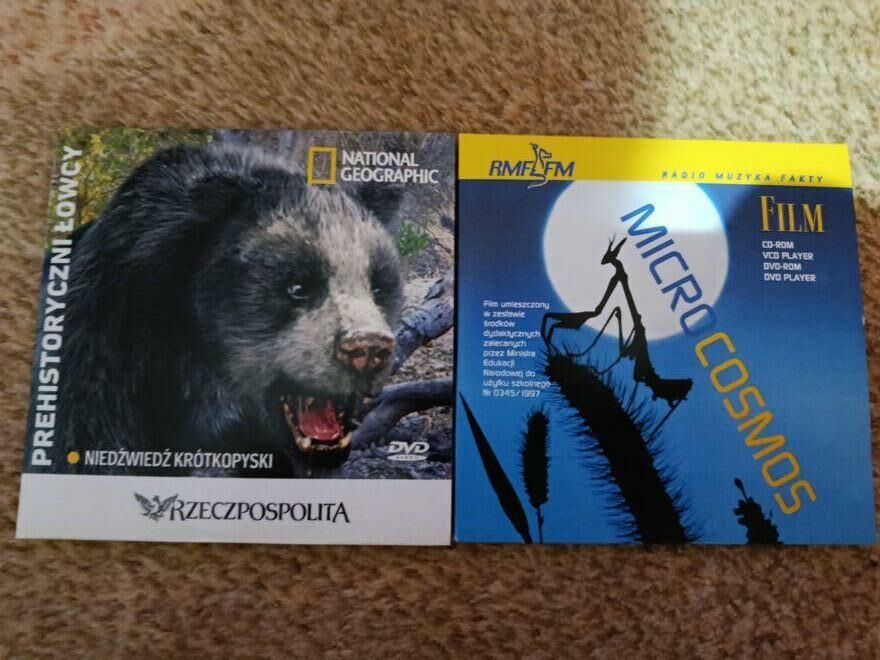 PREHISTORYCZNI ŁOWCY
NATIONAL
GEOGRAPHIC
NIEDŹWIEDŹ KRÓTKOPYSKI
DVD
VIDEO
RZECZPOSPOLITA
RMF FM
RADIO MUZYKA FAKTY
FILM
CD-ROM
VCD PLAYER
DVD-ROM
DVD PLAYER
MICROCOSMOS
Film umieszczony
w zestawie
środków
dydaktycznych
zalecanych
przez Ministra
Edukacji
Narodowej do
użytku szkolnego
Nr 0345/1997